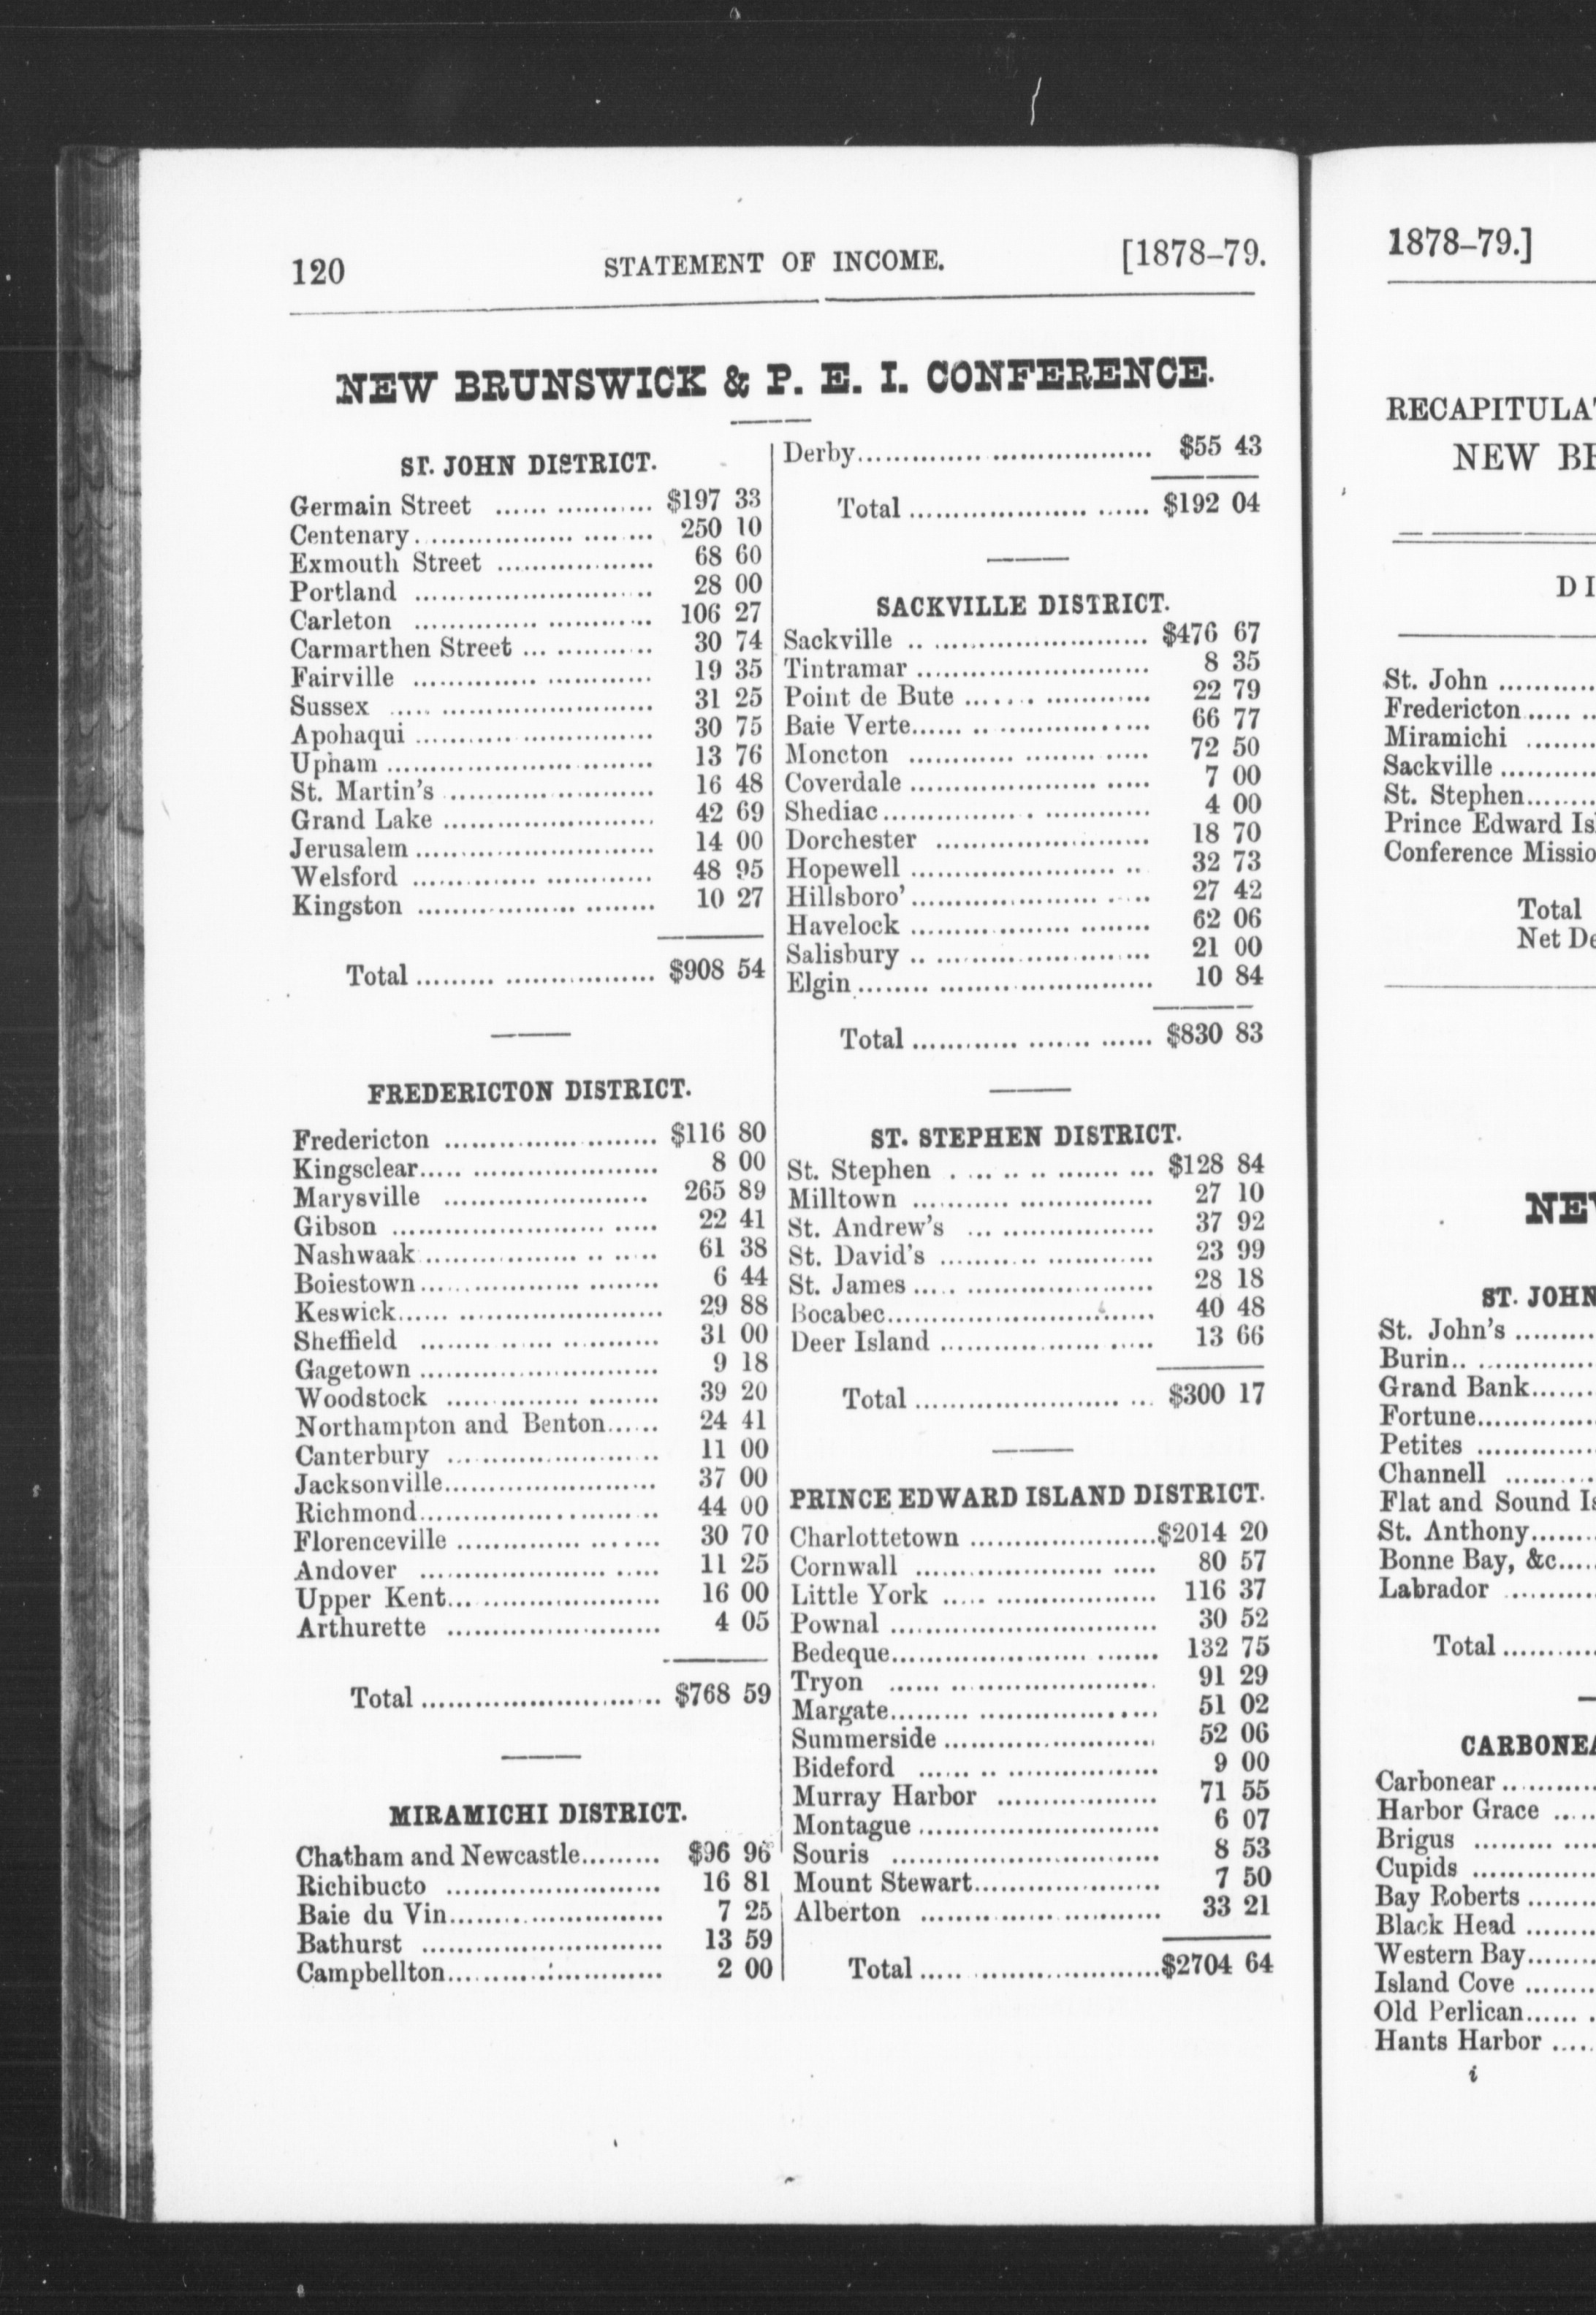 120 STATEMENT OF INCOME. [1878–79.
NEW BRUNSWICK & P. E. I. CONFERENCE.
ST. JOHN DISTRICT.
Germain Street ...... ............ $197 33
Centenary.................. ......... 250 10
Exmouth Street .................. 68 60
Portland ........................... 28 00
Carleton .............. ............ 106 27
Carmarthen Street ... ........... 30 74
Fairville .............. ............ 19 35
Sussex ..... ........................ 31 25
Apohaqui ........... ............... 30 75
Upham .............................. 13 76
St. Martin's ........................ 16 48
Grand Lake ........................ 42 69
Jerusalem ........................... 14 00
Welsford .............. ............ 48 95
Kingston .................. ........ 10 27
Total ......... ................. $908 54
FREDERICTON DISTRICT.
Fredericton ........................ $116 80
Kingsclear..... ..................... 8 00
Marysville ....................... 265 89
Gibson ........................ ..... 22 41
Nashwaak.................. .. ..... 61 38
Boiestown.................. ........ 6 44
Keswick...... ....................... 29 88
Sheffield ........ ..... ........... 31 00
Gagetown ........................... 9 18
Woodstock ............... ........ 39 20
Northampton and Benton...... 24 41
Canterbury ........................ 11 00
Jacksonville........................ 37 00
Richmond........................... 44 00
Florenceville .............. ....... 30 70
Andover ..................... ..... 11 25
Upper Kent... ..................... 16 00
Arthurette ........................ 4 05
Total ........................... $768 59
MIRAMICHI DISTRICT.
Chatham and Newcastle......... $96 96
Richibucto ........................ 16 81
Baie du Vin........................ 7 25
Bathurst ........................... 13 59
Campbellton........................ 2 00
Derby.............. .................. $55 43
Total .................... ...... $192 04
SACKVILLE DISTRICT.
Sackville .. ........................ $476 67
Tintramar .......................... 8 35
Point de Bute ....... ............ 22 79
Baie Verte...... .. .................. 66 77
Moncton ............ ........ ..... 72 50
Coverdale ..................... ..... 7 00
Shediac................. ............ 4 00
Dorchester ........................ 18 70
Hopewell ....................... .. 32 73
Hillsboro'..................... ..... 27 42
Havelock .................. ........ 62 06
Salisbury .. ........................ 21 00
Elgin........ ........................ 10 84
Total ............ ....... ...... $830 83
ST. STEPHEN DISTRICT.
St. Stephen . .. .. .. ....... ... $128 84
Milltown ........... ............... 27 10
St. Andrew's ... ................. 37 92
St. David's ........... ............ 23 99
St. James ..... ..................... 28 18
Bocabec.............................. 40 48
Deer Island .................. ..... 13 66
Total ....................... ... $300 17
PRINCE EDWARD ISLAND DISTRICT.
Charlottetown .....................$2014 20
Cornwall ..................... ..... 80 57
Little York ..... .................. 116 37
Pownal .............................. 30 52
Bedeque...................... ....... 132 75
Tryon ...... ........................ 91 29
Margate......... ..................... 51 02
Summerside ........................ 52 06
Bideford ...... .. ................. 9 00
Murray Harbor .................. 71 55
Montague ........................... 6 07
Souris .............................. 8 53
Mount Stewart..................... 7 50
Alberton ........................... 33 21
Total ..... .....................$2704 64
1878–79.]
NEW
DI
St. John ...........
Fredericton.....
Miramichi ........
Sackville ...........
St. Stephen........
Prince Edward
Conference
Total
Net
ST. JOHN
St. John's .........
Burin.. .............
Grand Bank.......
Fortune.............
Petites .............
Channell ..........
Flat and Sound
St. Anthony.......
Bonne Bay, &c....
Labrador ..........
Total ..........
Carbonear ..........
Harbor Grace .....
Brigus ......... ....
Cupids .............
Bay Roberts .......
Black Head ........
Western Bay.......
Island Cove ........
Old Perlican...... .
Hants Harbor .....
i